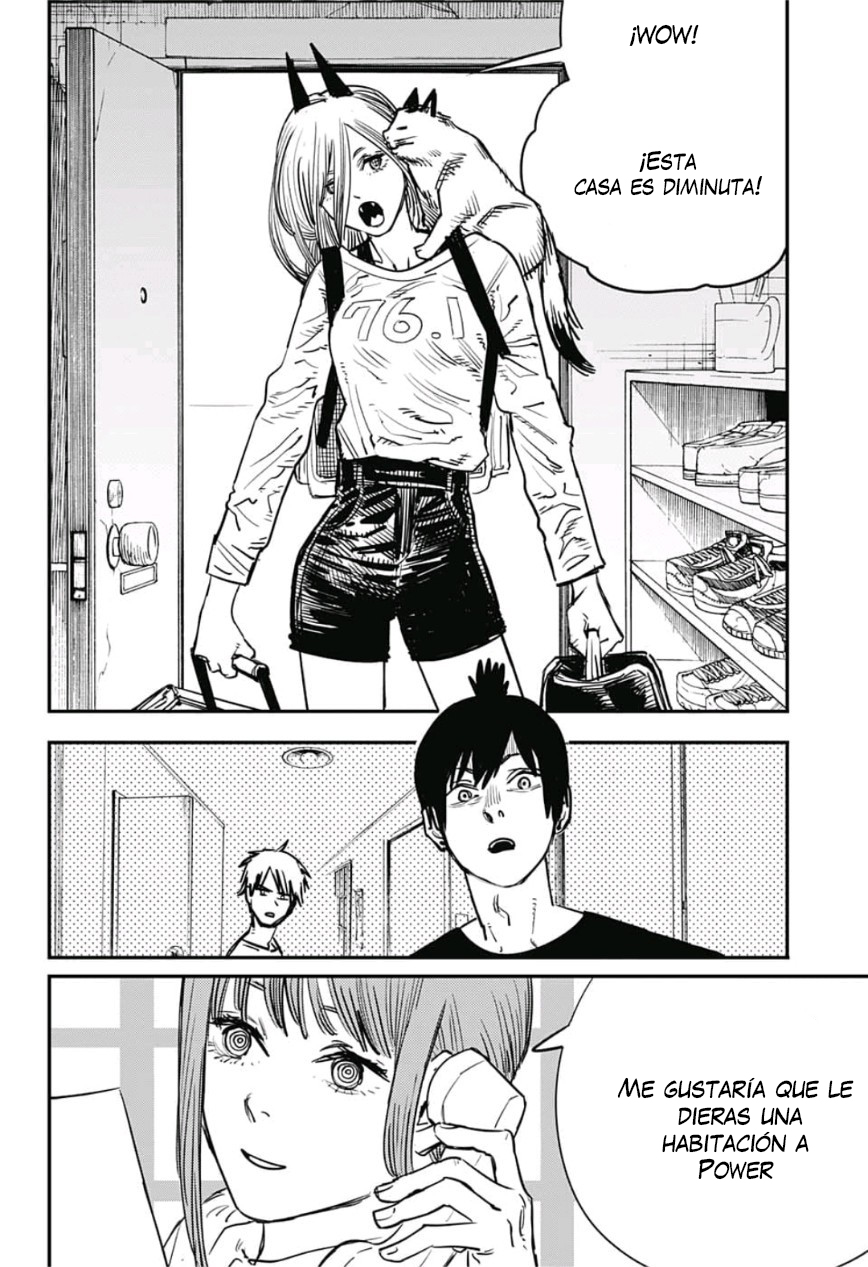 ¡WOW!
¡ESTA
CASA ES DIMINUTA!
76.1
ME GUSTARÍA QUE LE
DIERAS UNA
HABITACIÓN A
POWER